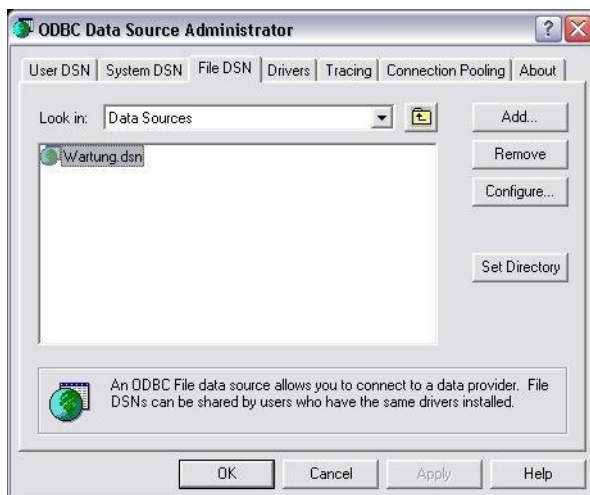 ODBC Data Source Administrator
User DSN System DSN File DSN Drivers Tracing Connection Pooling About
Look in: Data Sources
Add...
Wartung.dsn
Remove
Configure...
Set Directory
An ODBC File data source allows you to connect to a data provider. File
DSNs can be shared by users who have the same drivers installed.
OK Cancel Apply Help